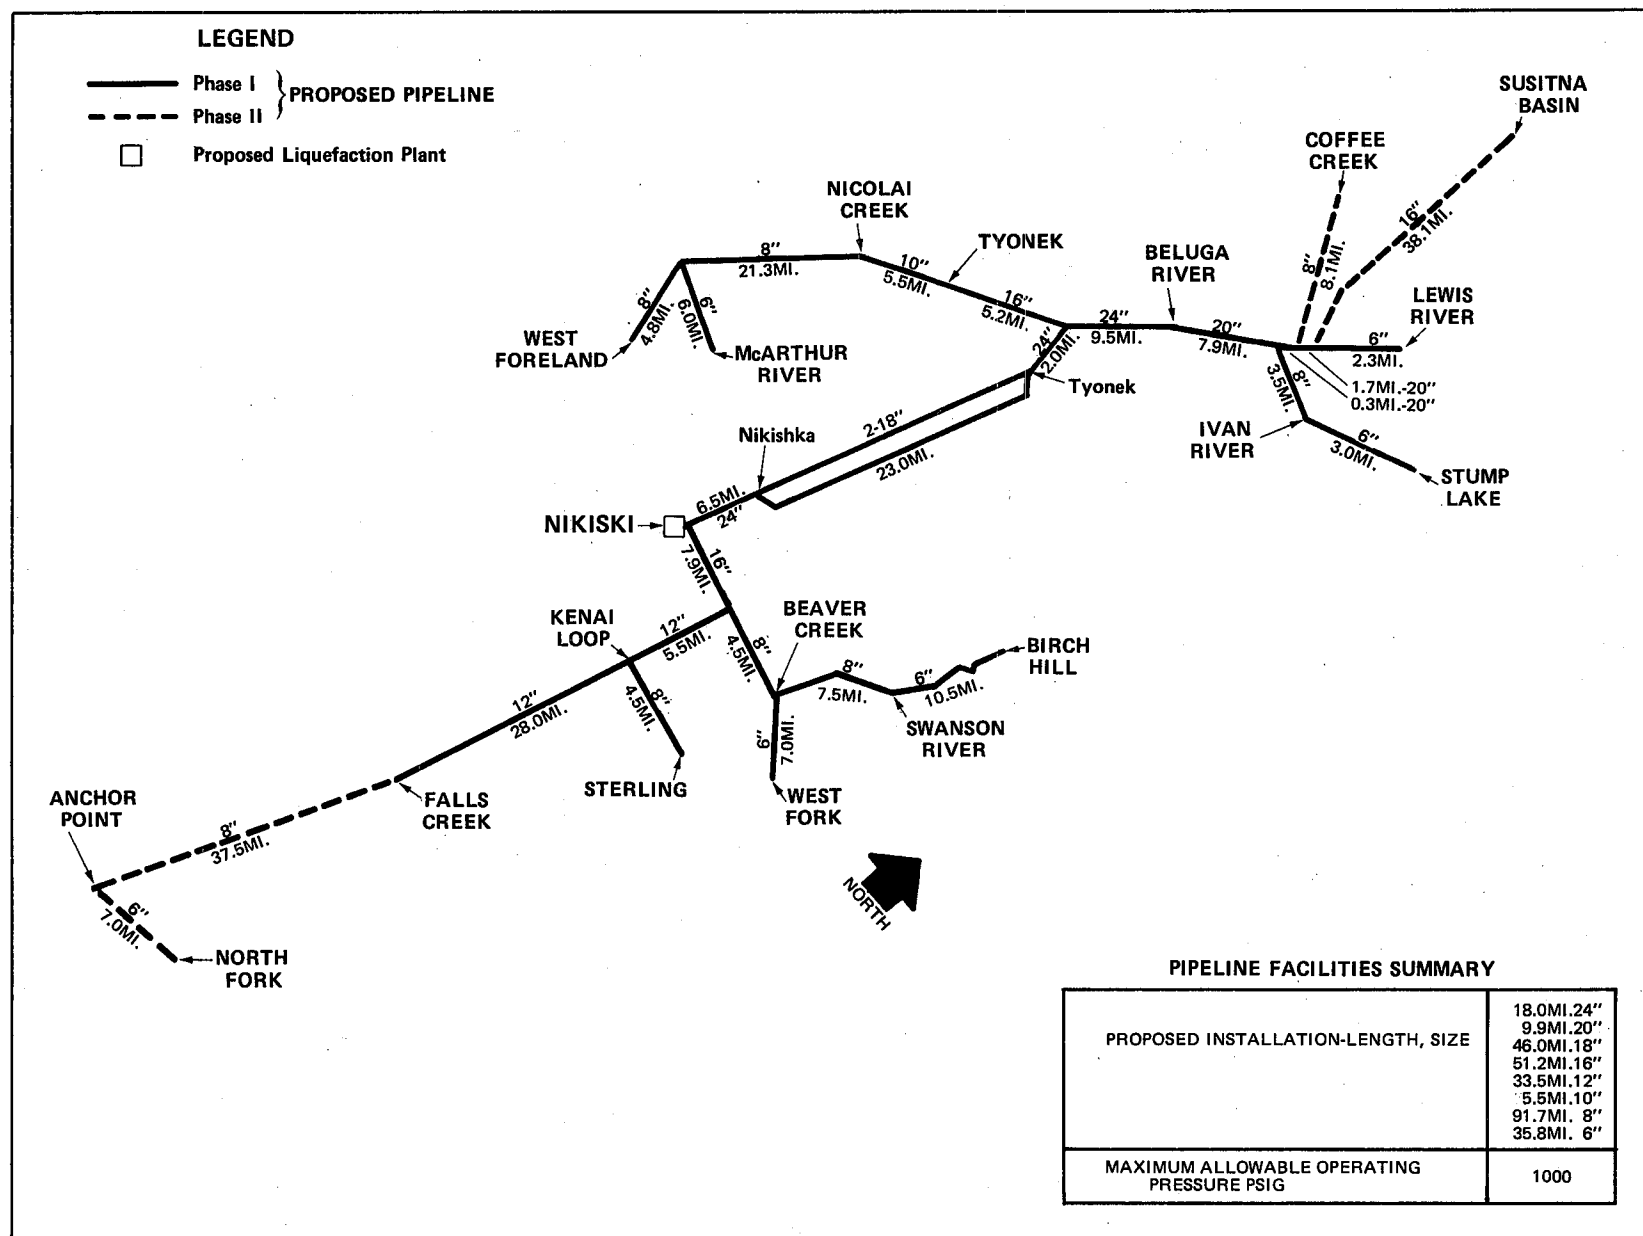 LEGEND
Phase I
Phase II
PROPOSED PIPELINE
Proposed Liquefaction Plant
SUSITNA
BASIN
COFFEE
CREEK
NICOLAI
CREEK
TYONEK
BELUGA
RIVER
LEWIS
RIVER
8"
21.3MI.
10"
5.5MI.
16"
5.2MI.
24"
9.5MI.
20"
7.9MI.
8"
8.1MI.
16"
38.1MI.
6"
2.3MI.
8"
4.8MI.
6"
6.0MI.
WEST
FORELAND
McARTHUR
RIVER
24"
2.0MI.
Tyonek
8"
3.5MI.
1.7MI.-20"
0.3MI.-20"
IVAN
RIVER
6"
3.0MI.
STUMP
LAKE
2-18"
23.0MI.
Nikishka
6.5MI.
24"
NIKISKI
16"
7.9MI.
KENAI
LOOP
12"
5.5MI.
8"
4.5MI.
BEAVER
CREEK
8"
7.5MI.
6"
10.5MI.
BIRCH
HILL
SWANSON
RIVER
12"
28.0MI.
8"
4.5MI.
STERLING
6"
7.0MI.
WEST
FORK
ANCHOR
POINT
8"
37.5MI.
FALLS
CREEK
6"
7.0MI.
NORTH
FORK
NORTH
PIPELINE FACILITIES SUMMARY
PROPOSED INSTALLATION-LENGTH, SIZE
18.0MI.24"
9.9MI.20"
46.0MI.18"
51.2MI.16"
33.5MI.12"
5.5MI.10"
91.7MI. 8"
35.8MI. 6"
MAXIMUM ALLOWABLE OPERATING
PRESSURE PSIG
1000